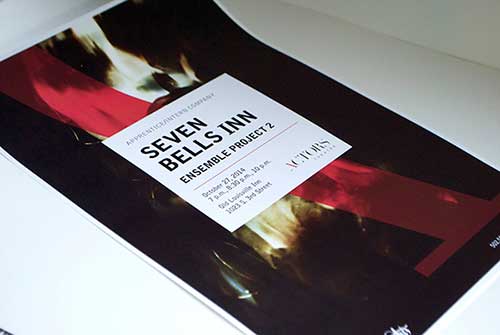 APPRENTICE/INTERN COMPANY
SEVEN
BELLS INN
ENSEMBLE PROJECT 2
October 27, 2014
7 p.m., 8:30 p.m., 10 p.m.
Old Louisville Inn
1023 S. 3rd Street
ACTORS
THEATRE